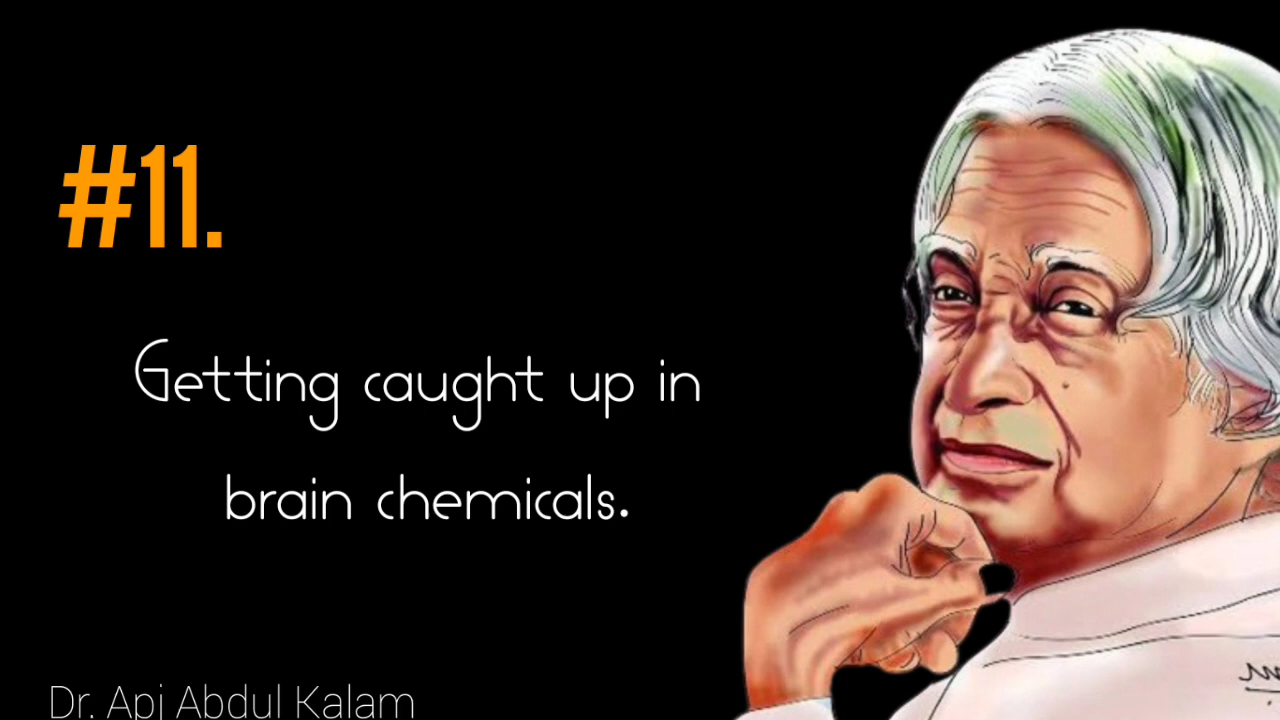 #11.
Getting caught up in
brain chemicals.
Dr. Apj Abdul Kalam